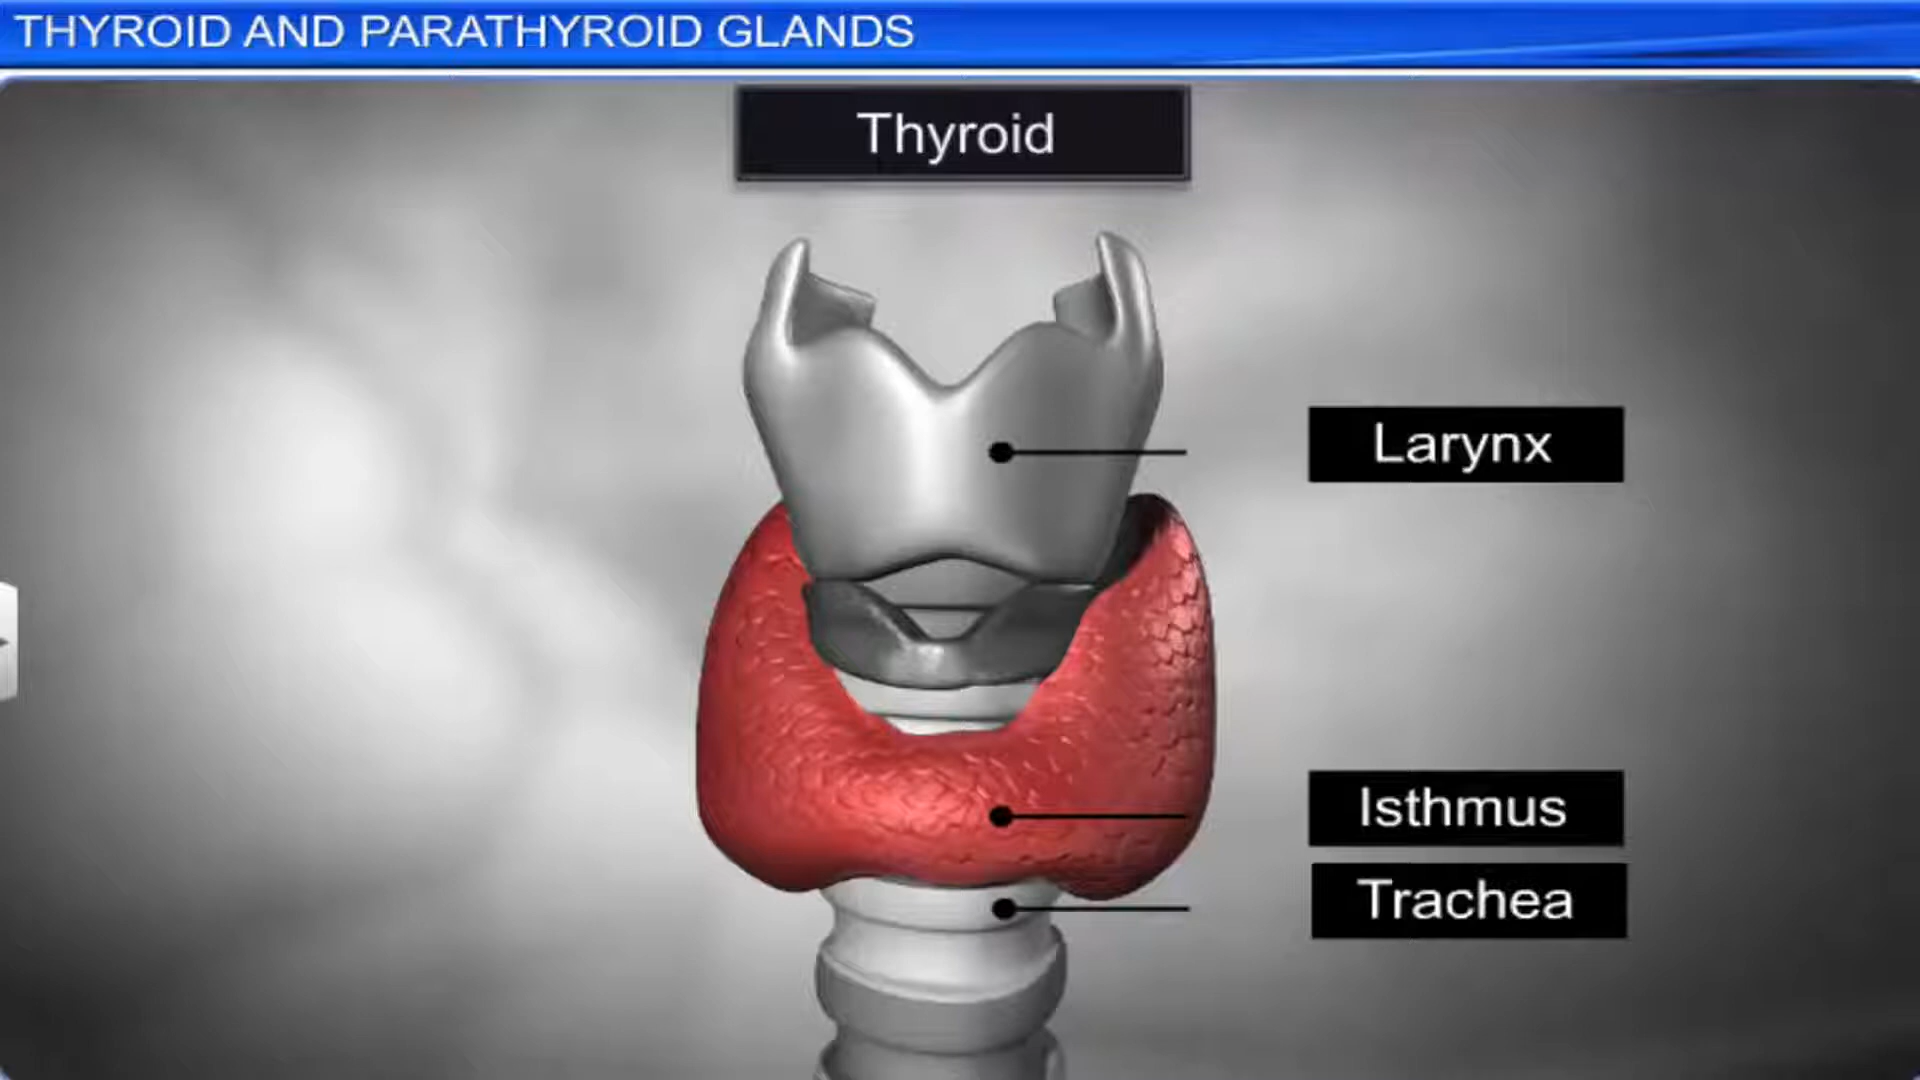 THYROID AND PARATHYROID GLANDS
Thyroid
Larynx
Isthmus
Trachea